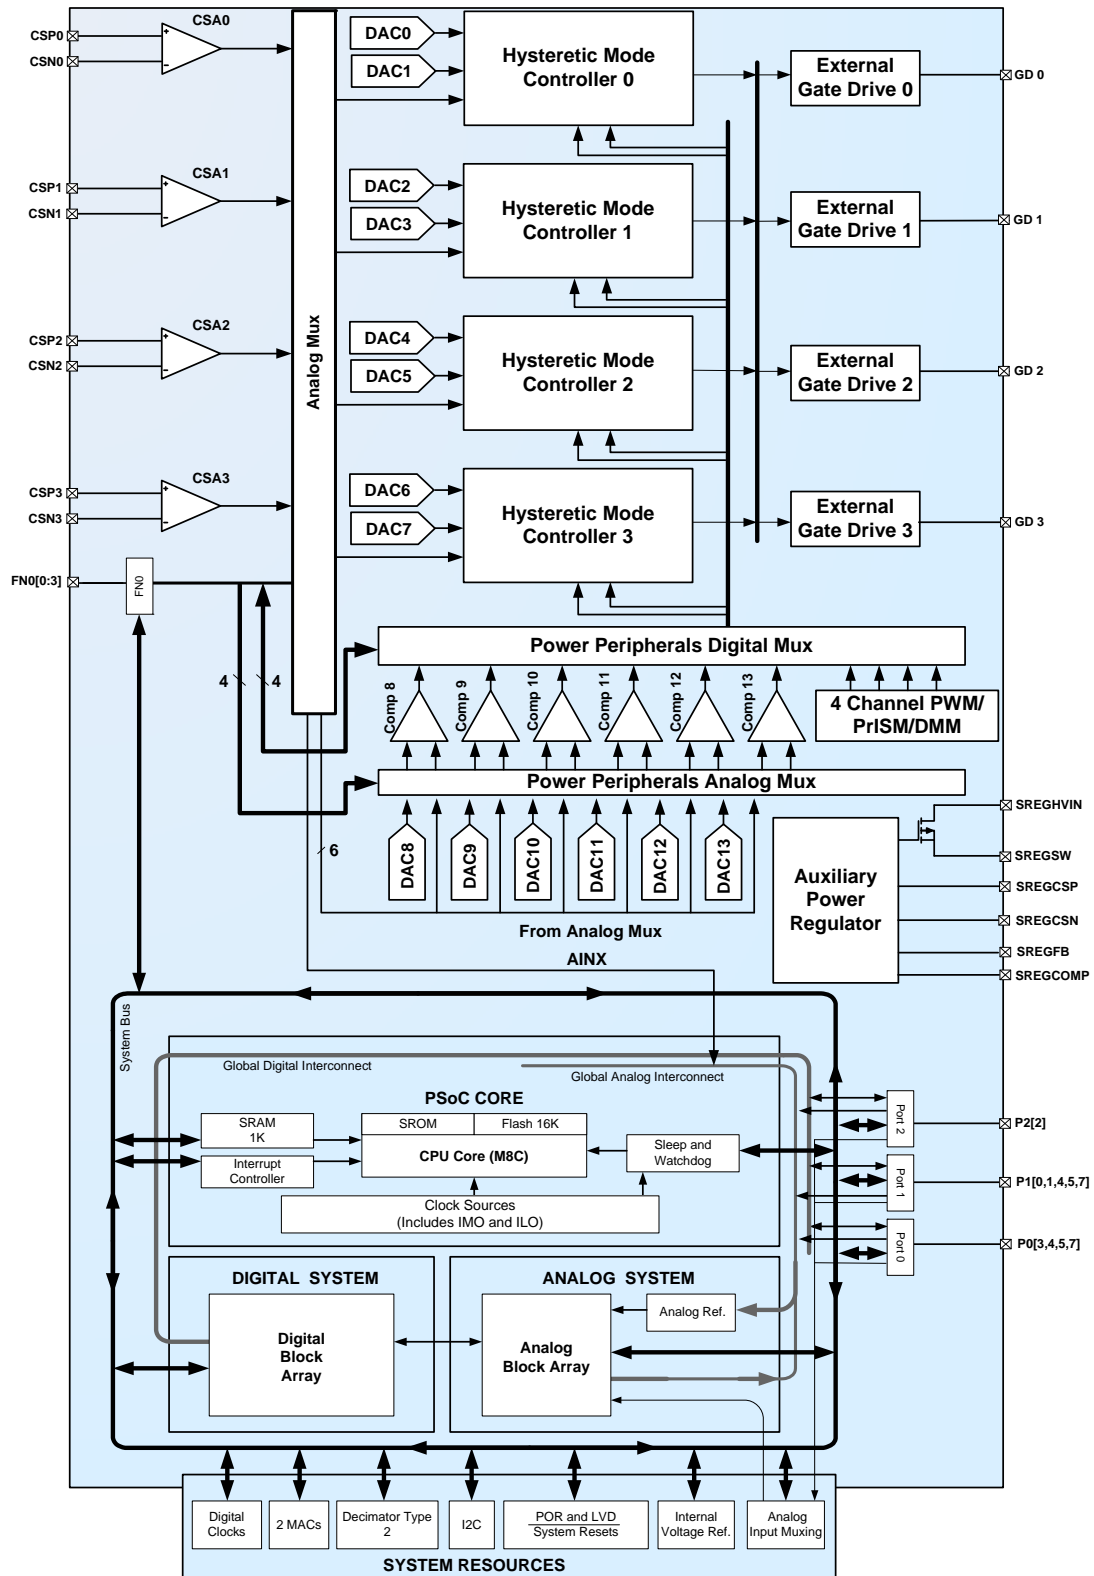 CSP0
CSN0
CSA0
+
−
DAC0
DAC1
Hysteretic Mode
Controller 0
External
Gate Drive 0
GD 0
CSP1
CSN1
CSA1
+
−
DAC2
DAC3
Hysteretic Mode
Controller 1
External
Gate Drive 1
GD 1
CSP2
CSN2
CSA2
+
−
Analog Mux
DAC4
DAC5
Hysteretic Mode
Controller 2
External
Gate Drive 2
GD 2
CSP3
CSN3
CSA3
+
−
DAC6
DAC7
Hysteretic Mode
Controller 3
External
Gate Drive 3
GD 3
FN0[0:3]
FN0
4
4
Power Peripherals Digital Mux
Comp 8
Comp 9
Comp 10
Comp 11
Comp 12
Comp 13
4 Channel PWM/
PrISM/DMM
Power Peripherals Analog Mux
6
DAC8
DAC9
DAC10
DAC11
DAC12
DAC13
From Analog Mux
AINX
Auxiliary
Power
Regulator
SREGHVIN
SREGSW
SREGCSP
SREGCSN
SREGFB
SREGCOMP
System Bus
Global Digital Interconnect
Global Analog Interconnect
PSoC CORE
SRAM
1K
SROM
Flash 16K
CPU Core (M8C)
Interrupt
Controller
Sleep and
Watchdog
Clock Sources
(Includes IMO and ILO)
Port 2
P2[2]
Port 1
P1[0,1,4,5,7]
Port 0
P0[3,4,5,7]
DIGITAL SYSTEM
Digital
Block
Array
ANALOG SYSTEM
Analog
Block Array
Analog Ref.
Digital
Clocks
2 MACs
Decimator Type
2
I2C
POR and LVD
System Resets
Internal
Voltage Ref.
Analog
Input Muxing
SYSTEM RESOURCES